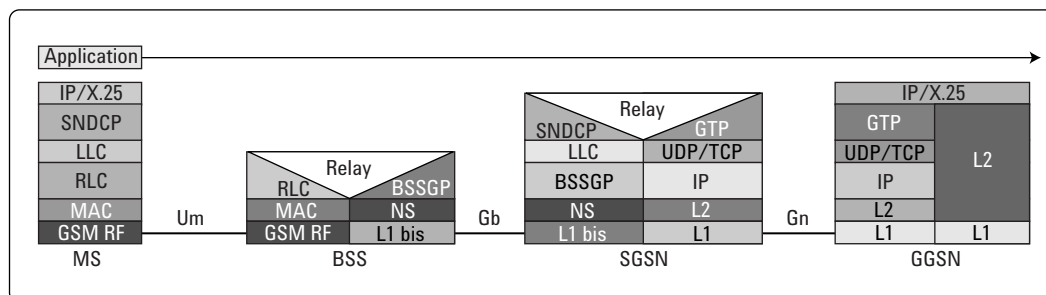 Application
IP/X.25
SNDCP
LLC
RLC
MAC
GSM RF
MS
Um
Relay
RLC
BSSGP
MAC
NS
GSM RF
L1 bis
BSS
Gb
Relay
SNDCP
GTP
LLC
UDP/TCP
BSSGP
IP
NS
L2
L1 bis
L1
SGSN
Gn
IP/X.25
GTP
UDP/TCP
IP
L2
L1
L2
L1
GGSN